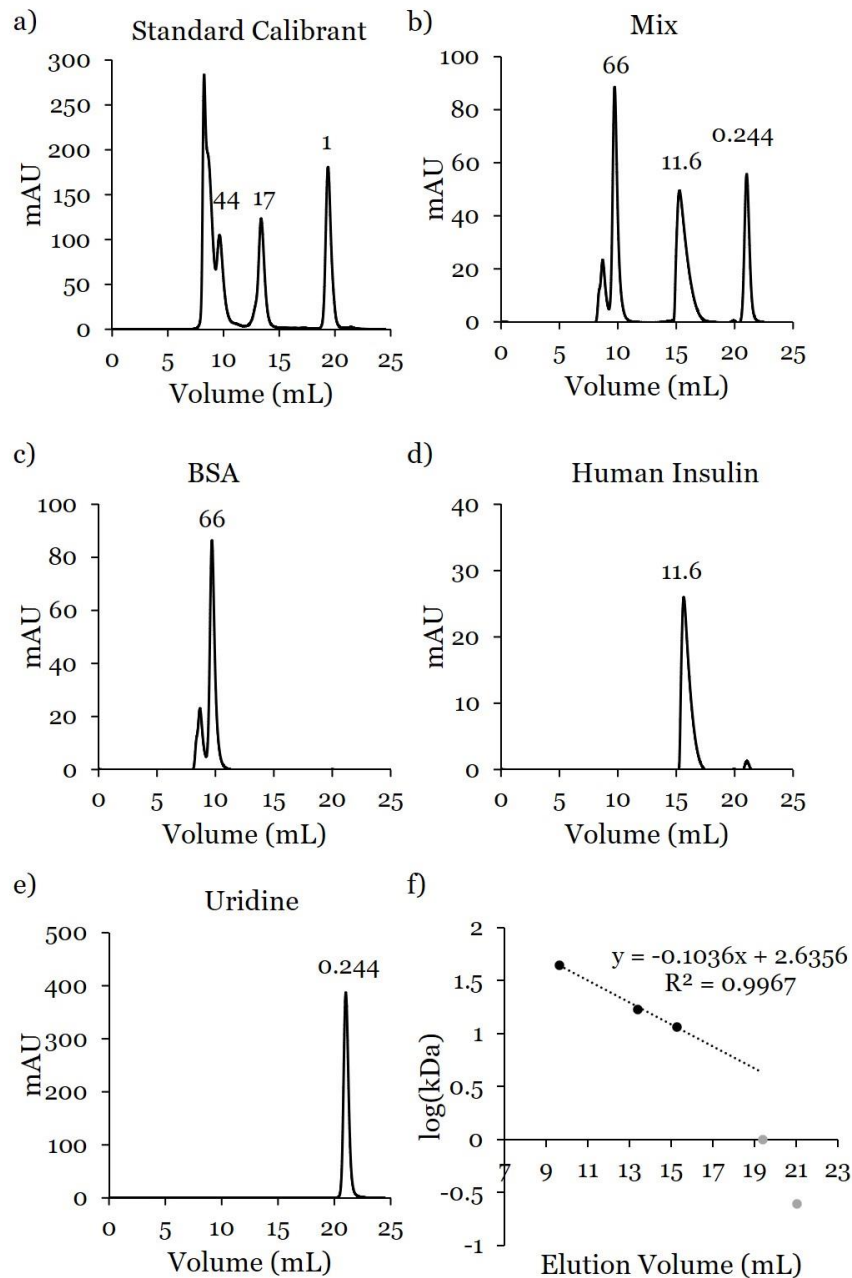 a)
Standard Calibrant
300
250
200
150
100
50
0
mAU
44
17
1
0 5 10 15 20 25
Volume (mL)
b)
Mix
100
80
60
40
20
0
mAU
66
11.6
0.244
0 5 10 15 20 25
Volume (mL)
c)
BSA
100
80
60
40
20
0
mAU
66
0 5 10 15 20 25
Volume (mL)
d)
Human Insulin
40
30
20
10
0
mAU
11.6
0 5 10 15 20 25
Volume (mL)
e)
Uridine
500
400
300
200
100
0
mAU
0.244
0 5 10 15 20 25
Volume (mL)
f)
2
1.5
1
0.5
0
-0.5
-1
log(kDa)
y = -0.1036x + 2.6356
R² = 0.9967
7 9 11 13 15 17 19 21 23
Elution Volume (mL)